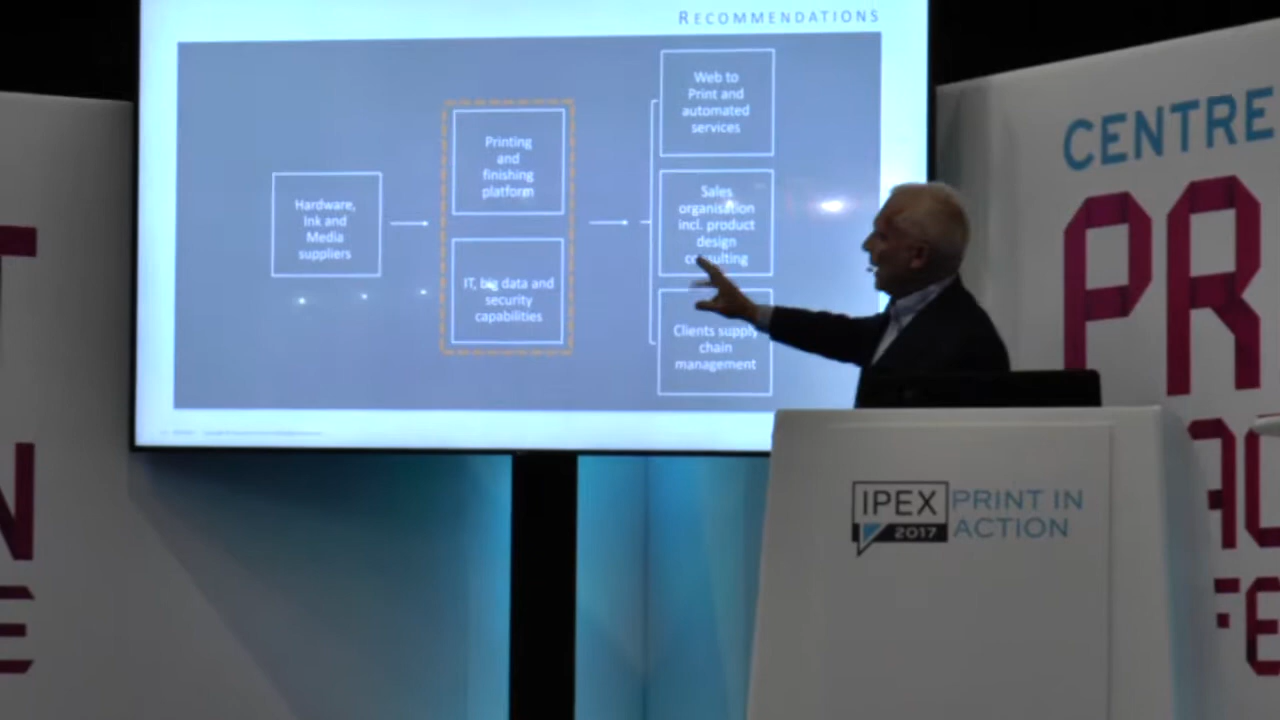 RECOMMENDATIONS
Hardware,
Ink and
Media
suppliers
Printing
and
finishing
platform
IT, big data and
security
capabilities
Web to
Print and
automated
services
Sales
organisation
incl. product
design
consulting
Clients supply
chain
management
CENTRE
PR
IPEX
2017
PRINT IN
ACTION